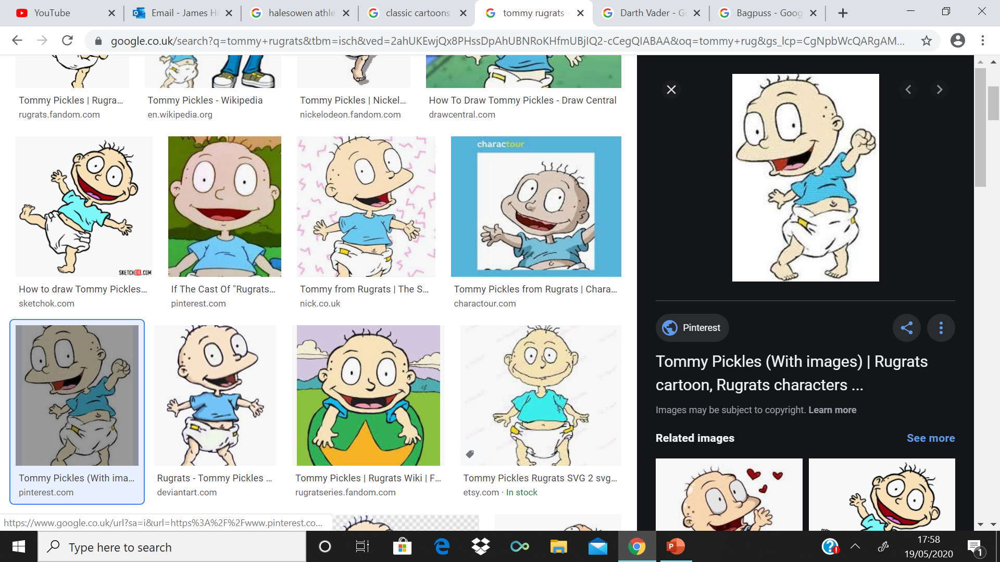 YouTube
Email - James H
halesowen athle
classic cartoons
tommy rugrats -
Darth Vader - G
Bagpuss - Goog
google.co.uk/search?q=tommy+rugrats&tbm=isch&ved=2ahUKEwjQx8PHssDpAhUBNRoKHfmUBjIQ2-cCegQIABAA&oq=tommy+rug&gs_lcp=CgNpbWcQARgAM...
Tommy Pickles | Rugra...
rugrats.fandom.com
Tommy Pickles - Wikipedia
en.wikipedia.org
Tommy Pickles | Nickel...
nickelodeon.fandom.com
How To Draw Tommy Pickles - Draw Central
drawcentral.com
SKETCHOK.COM
charactour
How to draw Tommy Pickles...
sketchok.com
If The Cast Of "Rugrats...
pinterest.com
Tommy from Rugrats | The S...
nick.co.uk
Tommy Pickles from Rugrats | Chara...
charactour.com
Tommy Pickles (With ima...
pinterest.com
Rugrats - Tommy Pickles ...
deviantart.com
Tommy Pickles | Rugrats Wiki | F...
rugratseries.fandom.com
Tommy Pickles Rugrats SVG 2 svg...
etsy.com · In stock
Pinterest
Tommy Pickles (With images) | Rugrats
cartoon, Rugrats characters ...
Images may be subject to copyright. Learn more
Related images
See more
https://www.google.co.uk/url?sa=i&url=https%3A%2F%2Fwww.pinterest.co...
Type here to search
17:58
19/05/2020
1